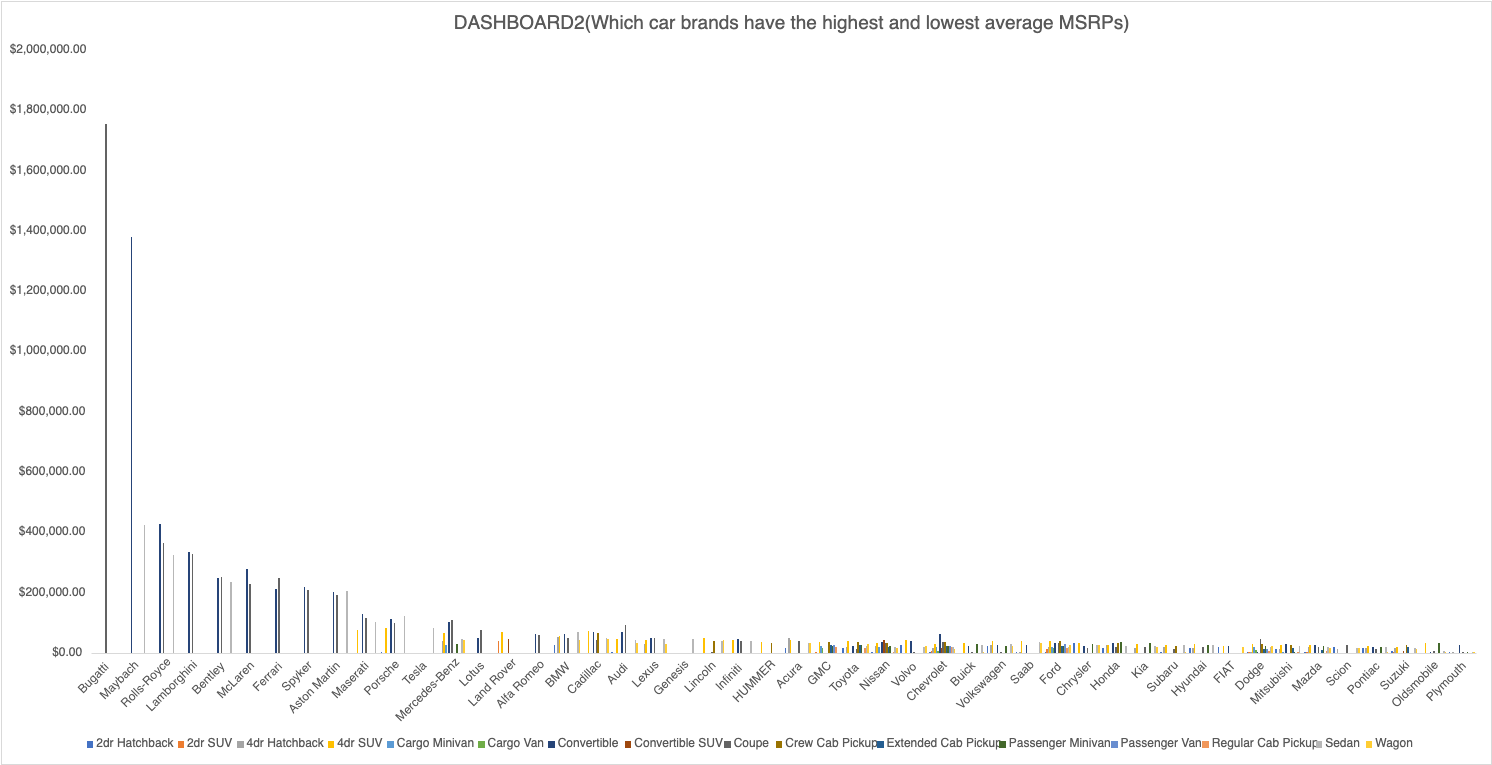 DASHBOARD2(Which car brands have the highest and lowest average MSRPs)
$2,000,000.00
$1,800,000.00
$1,600,000.00
$1,400,000.00
$1,200,000.00
$1,000,000.00
$800,000.00
$600,000.00
$400,000.00
$200,000.00
$0.00
Bugatti
Maybach
Rolls-Royce
Lamborghini
Bentley
McLaren
Ferrari
Spyker
Aston Martin
Maserati
Porsche
Tesla
Mercedes-Benz
Lotus
Land Rover
Alfa Romeo
BMW
Cadillac
Audi
Lexus
Genesis
Lincoln
Infiniti
HUMMER
Acura
GMC
Toyota
Nissan
Volvo
Chevrolet
Buick
Volkswagen
Saab
Ford
Chrysler
Honda
Kia
Subaru
Hyundai
FIAT
Dodge
Mitsubishi
Mazda
Scion
Pontiac
Suzuki
Oldsmobile
Plymouth
2dr Hatchback 2dr SUV 4dr Hatchback 4dr SUV Cargo Minivan Cargo Van Convertible Convertible SUV Coupe Crew Cab Pickup Extended Cab Pickup Passenger Minivan Passenger Van Regular Cab Pickup Sedan Wagon